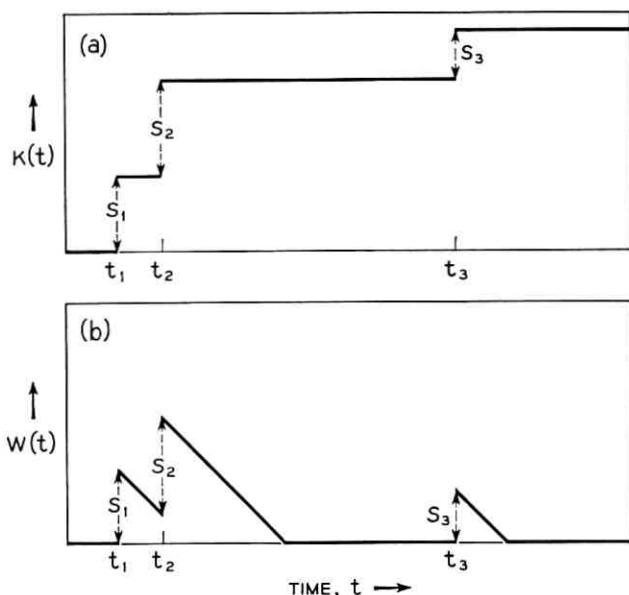 (a)
S₃
S₂
K(t)
S₁
t₁ t₂ t₃
(b)
W(t)
S₂
S₁
S₃
t₁ t₂ t₃
TIME, t